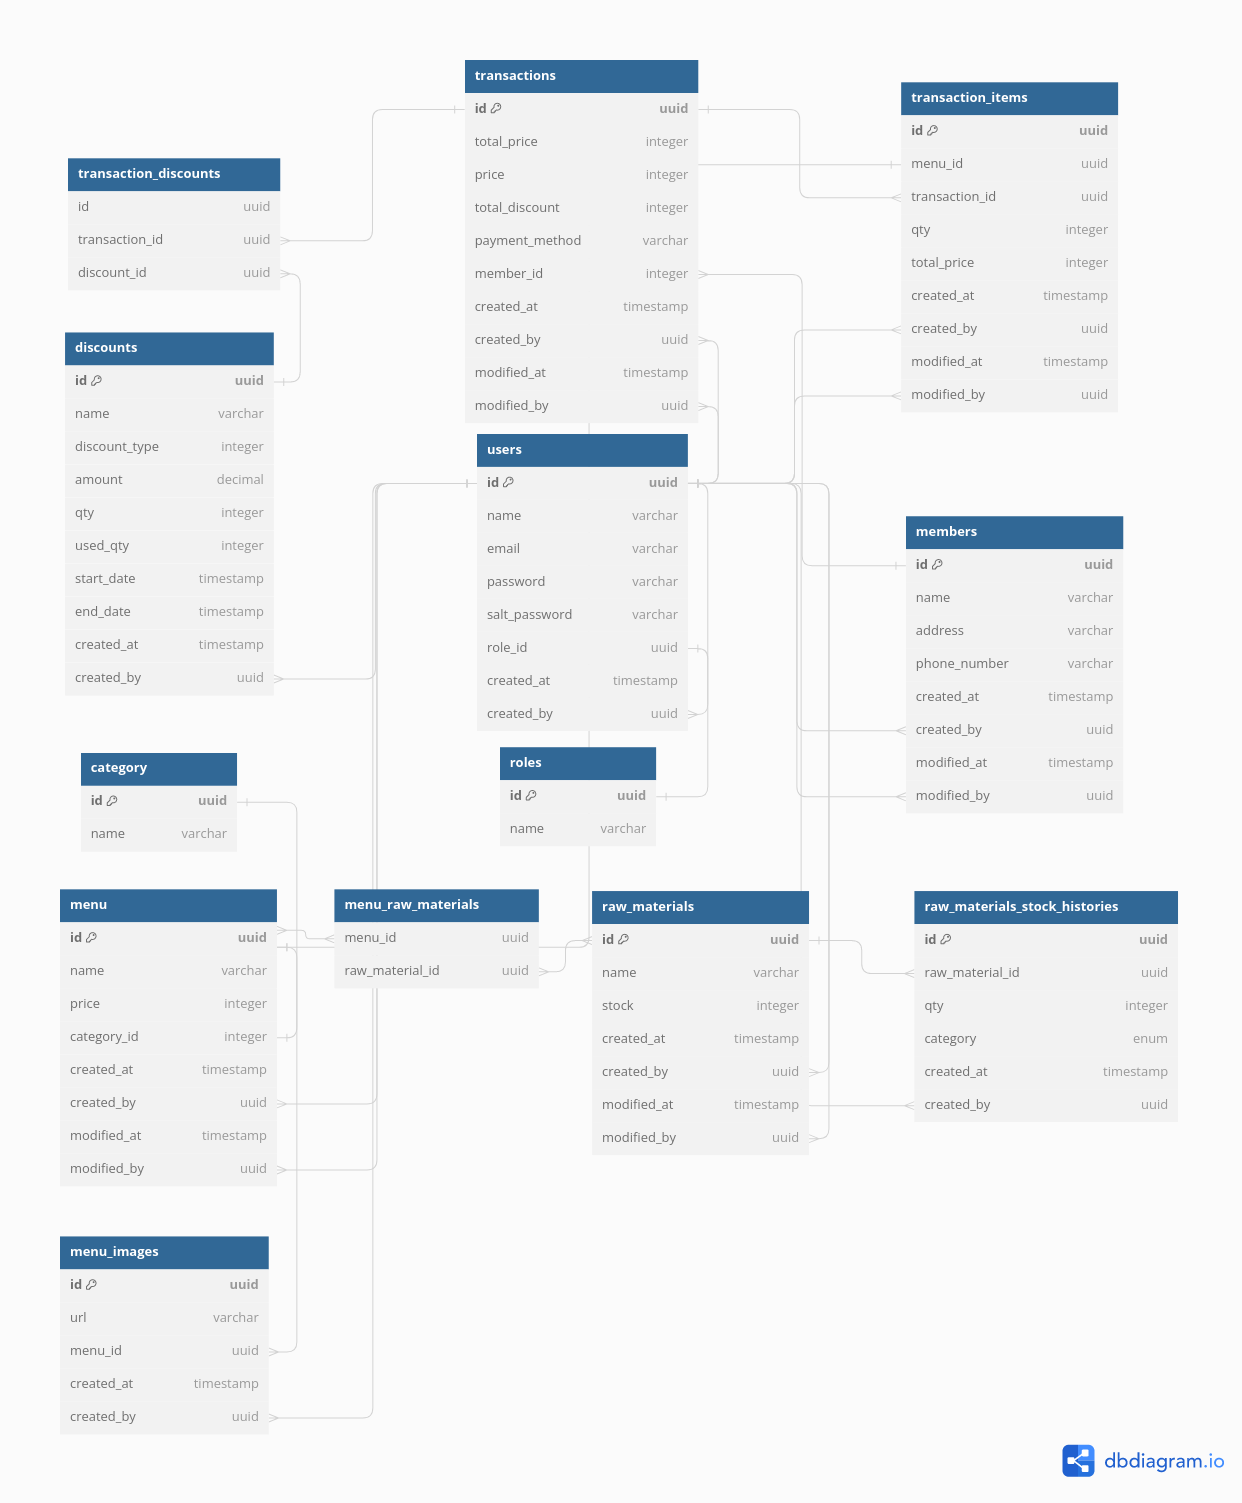 transactions
id uuid
total_price integer
price integer
total_discount integer
payment_method varchar
member_id integer
created_at timestamp
created_by uuid
modified_at timestamp
modified_by uuid
transaction_items
id uuid
menu_id uuid
transaction_id uuid
qty integer
total_price integer
created_at timestamp
created_by uuid
modified_at timestamp
modified_by uuid
transaction_discounts
id uuid
transaction_id uuid
discount_id uuid
discounts
id uuid
name varchar
discount_type integer
amount decimal
qty integer
used_qty integer
start_date timestamp
end_date timestamp
created_at timestamp
created_by uuid
users
id uuid
name varchar
email varchar
password varchar
salt_password varchar
role_id uuid
created_at timestamp
created_by uuid
members
id uuid
name varchar
address varchar
phone_number varchar
created_at timestamp
created_by uuid
modified_at timestamp
modified_by uuid
category
id uuid
name varchar
roles
id uuid
name varchar
menu
id uuid
name varchar
price integer
category_id integer
created_at timestamp
created_by uuid
modified_at timestamp
modified_by uuid
menu_raw_materials
menu_id uuid
raw_material_id uuid
raw_materials
id uuid
name varchar
stock integer
created_at timestamp
created_by uuid
modified_at timestamp
modified_by uuid
raw_materials_stock_histories
id uuid
raw_material_id uuid
qty integer
category enum
created_at timestamp
created_by uuid
menu_images
id uuid
url varchar
menu_id uuid
created_at timestamp
created_by uuid
dbdiagram.io